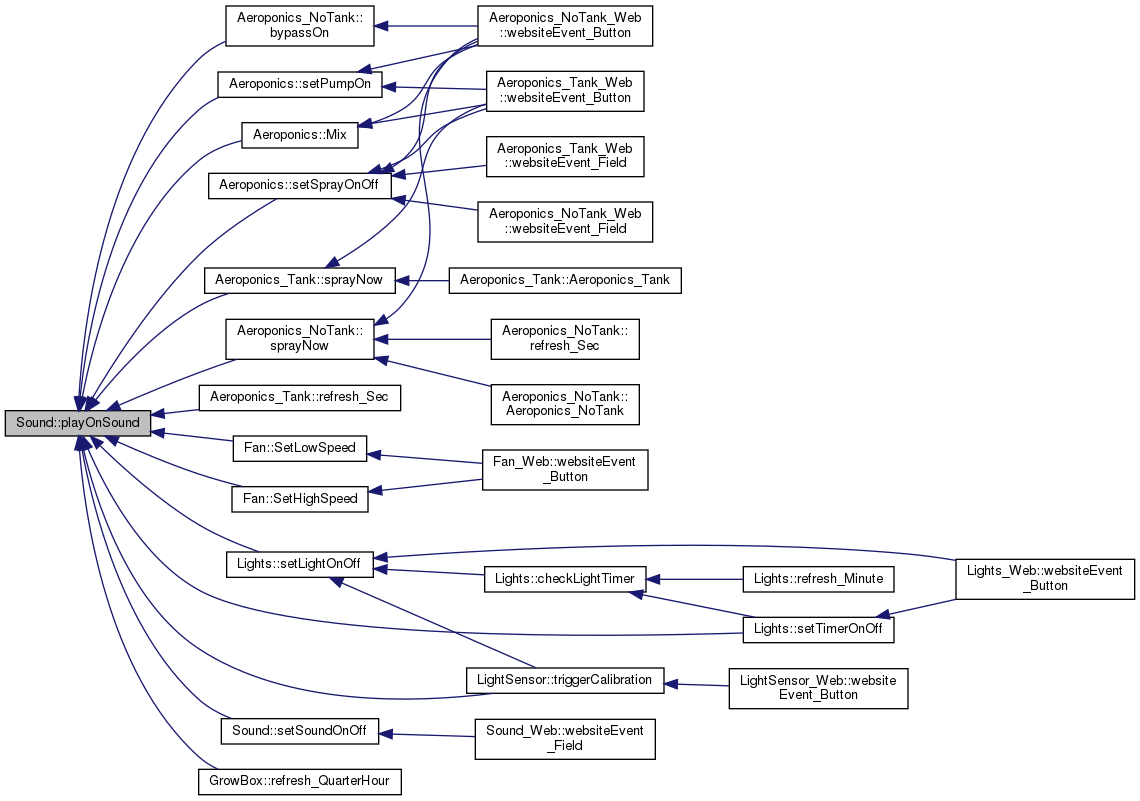 Sound::playOnSound
Aeroponics_NoTank::
bypassOn
Aeroponics::setPumpOn
Aeroponics::Mix
Aeroponics::setSprayOnOff
Aeroponics_Tank::sprayNow
Aeroponics_NoTank::
sprayNow
Aeroponics_Tank::refresh_Sec
Fan::SetLowSpeed
Fan::SetHighSpeed
Lights::setLightOnOff
Sound::setSoundOnOff
GrowBox::refresh_QuarterHour
Aeroponics_NoTank_Web
::websiteEvent_Button
Aeroponics_Tank_Web
::websiteEvent_Button
Aeroponics_Tank_Web
::websiteEvent_Field
Aeroponics_NoTank_Web
::websiteEvent_Field
Aeroponics_Tank::Aeroponics_Tank
Aeroponics_NoTank::
refresh_Sec
Aeroponics_NoTank::
Aeroponics_NoTank
Fan_Web::websiteEvent
_Button
Lights::checkLightTimer
LightSensor::triggerCalibration
Sound_Web::websiteEvent
_Field
Lights::refresh_Minute
Lights::setTimerOnOff
LightSensor_Web::website
Event_Button
Lights_Web::websiteEvent
_Button